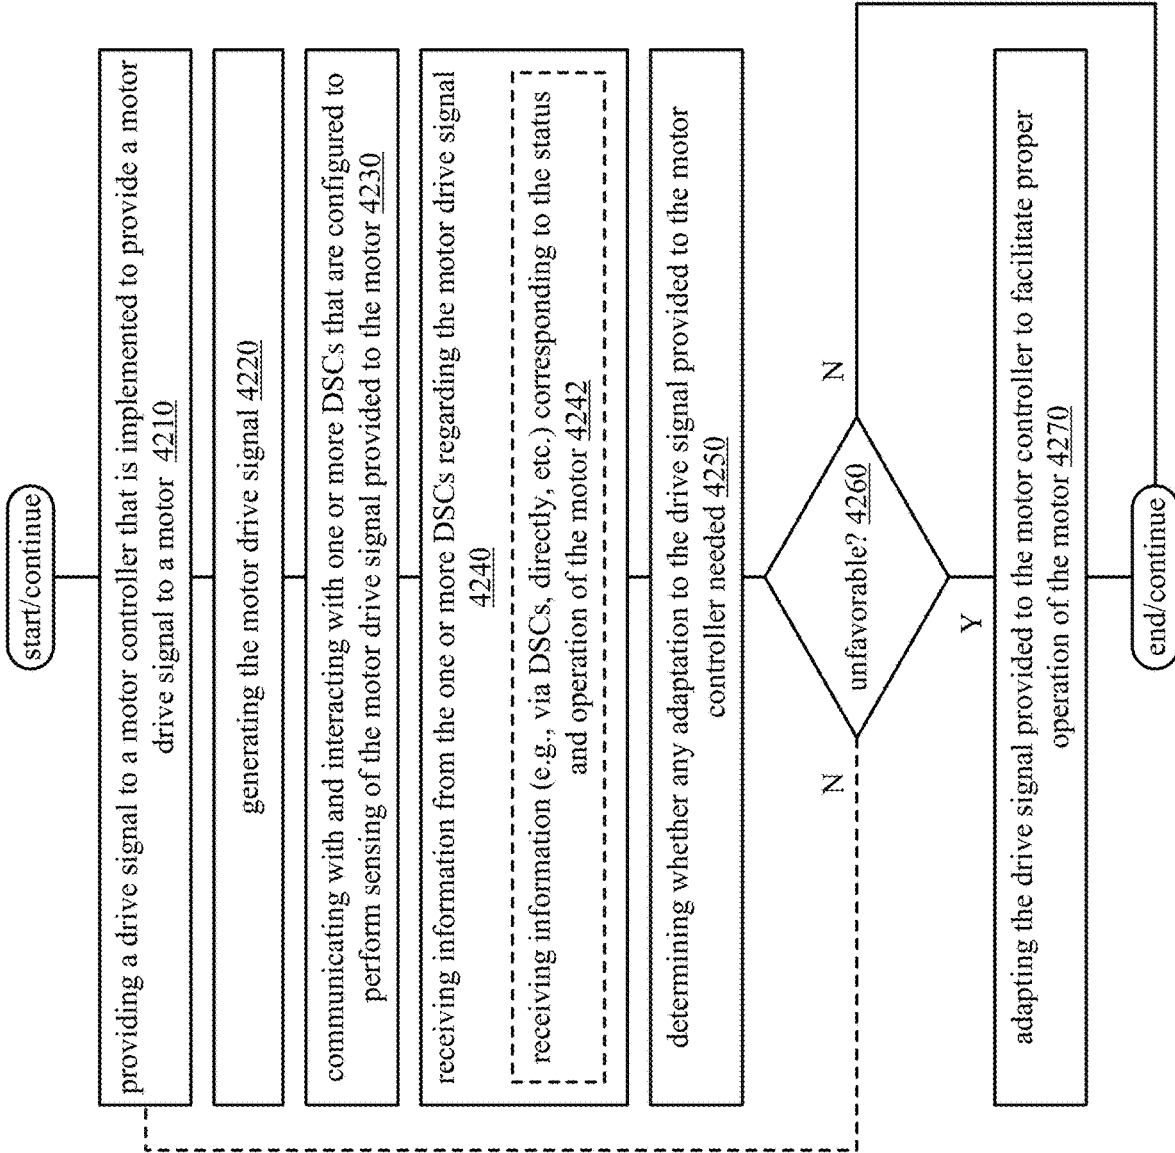 start/continue
providing a drive signal to a motor controller that is implemented to provide a motor
drive signal to a motor 4210
generating the motor drive signal 4220
communicating with and interacting with one or more DSCs that are configured to
perform sensing of the motor drive signal provided to the motor 4230
receiving information from the one or more DSCs regarding the motor drive signal
4240
receiving information (e.g., via DSCs, directly, etc.) corresponding to the status
and operation of the motor 4242
determining whether any adaptation to the drive signal provided to the motor
controller needed 4250
unfavorable? 4260
N
N
Y
adapting the drive signal provided to the motor controller to facilitate proper
operation of the motor 4270
end/continue